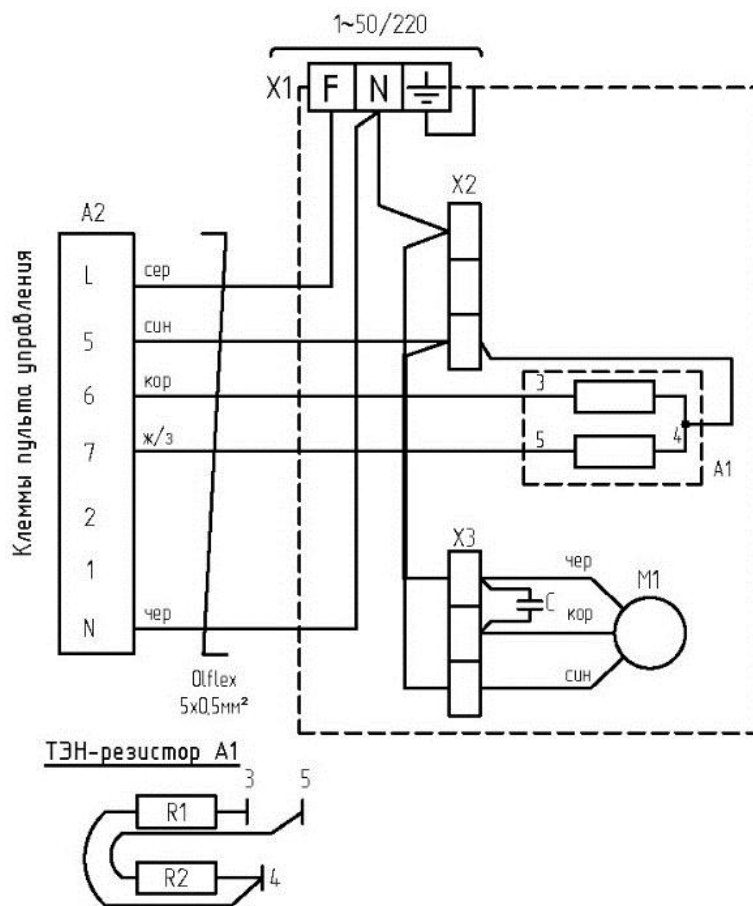 1~50/220
X1
F
N
X2
A2
L
сер
5
син
6
кор
3
7
ж/з
5
4
A1
2
1
X3
чер
M1
C
N
чер
кор
син
Клеммы пульта управления
Olflex
5x0,5мм²
ТЭН-резистор A1
3
5
R1
R2
4